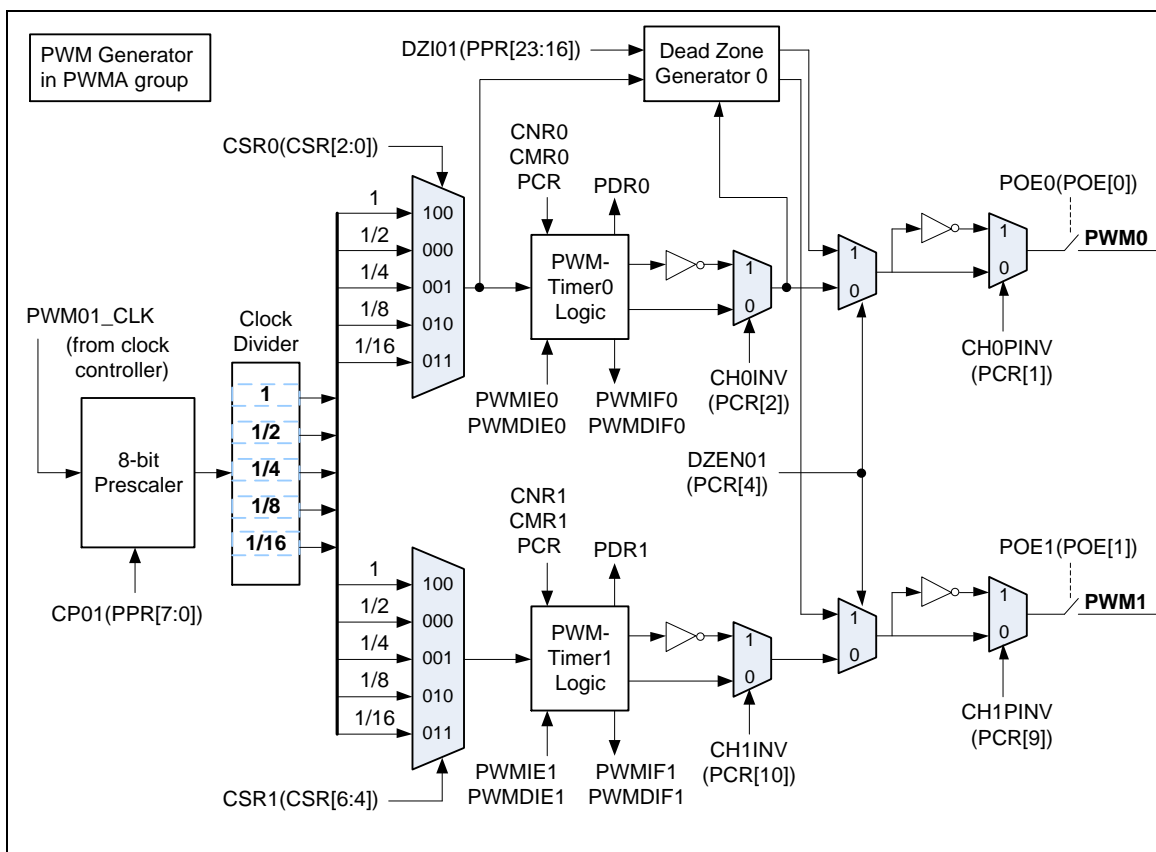 PWM Generator
in PWMA group
DZI01(PPR[23:16])
Dead Zone
Generator 0
CSR0(CSR[2:0])
CNR0
CMR0
PCR
PDR0
POE0(POE[0])
1
1/2
1/4
1/8
1/16
100
000
001
010
011
PWM-
Timer0
Logic
1
0
1
0
1
0
PWM0
PWM01_CLK
(from clock
controller)
Clock
Divider
PWMIE0
PWMDIE0
PWMIF0
PWMDIF0
CH0INV
(PCR[2])
CH0PINV
(PCR[1])
8-bit
Prescaler
1
1/2
1/4
1/8
1/16
DZEN01
(PCR[4])
CP01(PPR[7:0])
CNR1
CMR1
PCR
PDR1
POE1(POE[1])
1
1/2
1/4
1/8
1/16
100
000
001
010
011
PWM-
Timer1
Logic
1
0
1
0
1
0
PWM1
CSR1(CSR[6:4])
PWMIE1
PWMDIE1
PWMIF1
PWMDIF1
CH1INV
(PCR[10])
CH1PINV
(PCR[9])